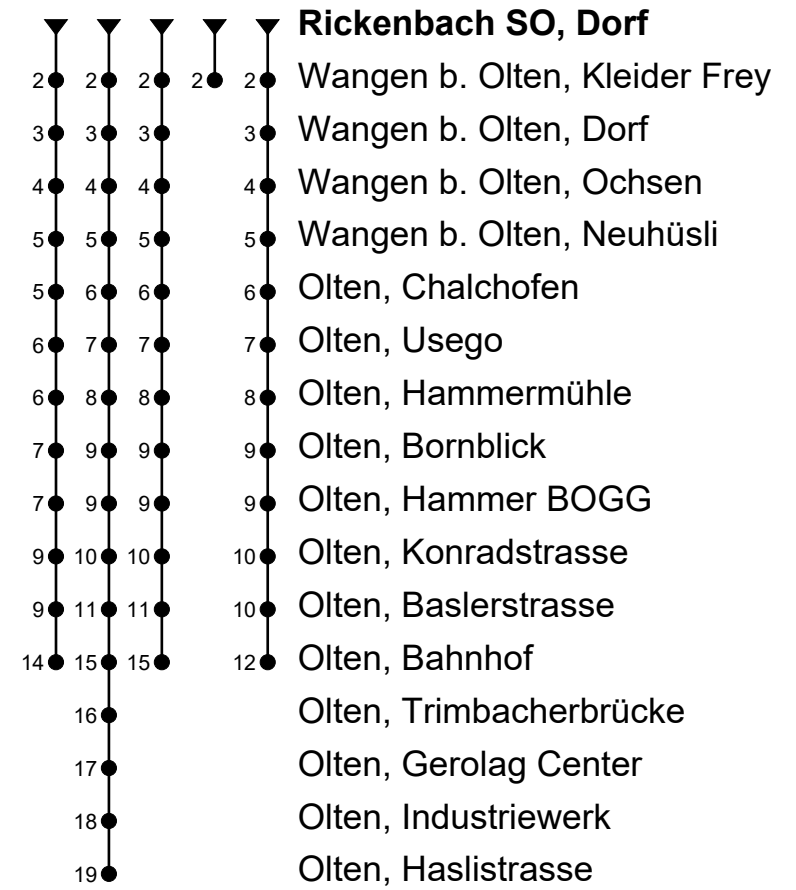 Rickenbach SO, Dorf
2 2 2 2 2 Wangen b. Olten, Kleider Frey
3 3 3 3 Wangen b. Olten, Dorf
4 4 4 4 Wangen b. Olten, Ochsen
5 5 5 5 Wangen b. Olten, Neuhüsli
5 6 6 6 Olten, Chalchofen
6 7 7 7 Olten, Usego
6 8 8 8 Olten, Hammermühle
7 9 9 9 Olten, Bornblick
7 9 9 9 Olten, Hammer BOGG
9 10 10 10 Olten, Konradstrasse
9 11 11 10 Olten, Baslerstrasse
14 15 15 12 Olten, Bahnhof
16 Olten, Trimbacherbrücke
17 Olten, Gerolag Center
18 Olten, Industriewerk
19 Olten, Haslistrasse